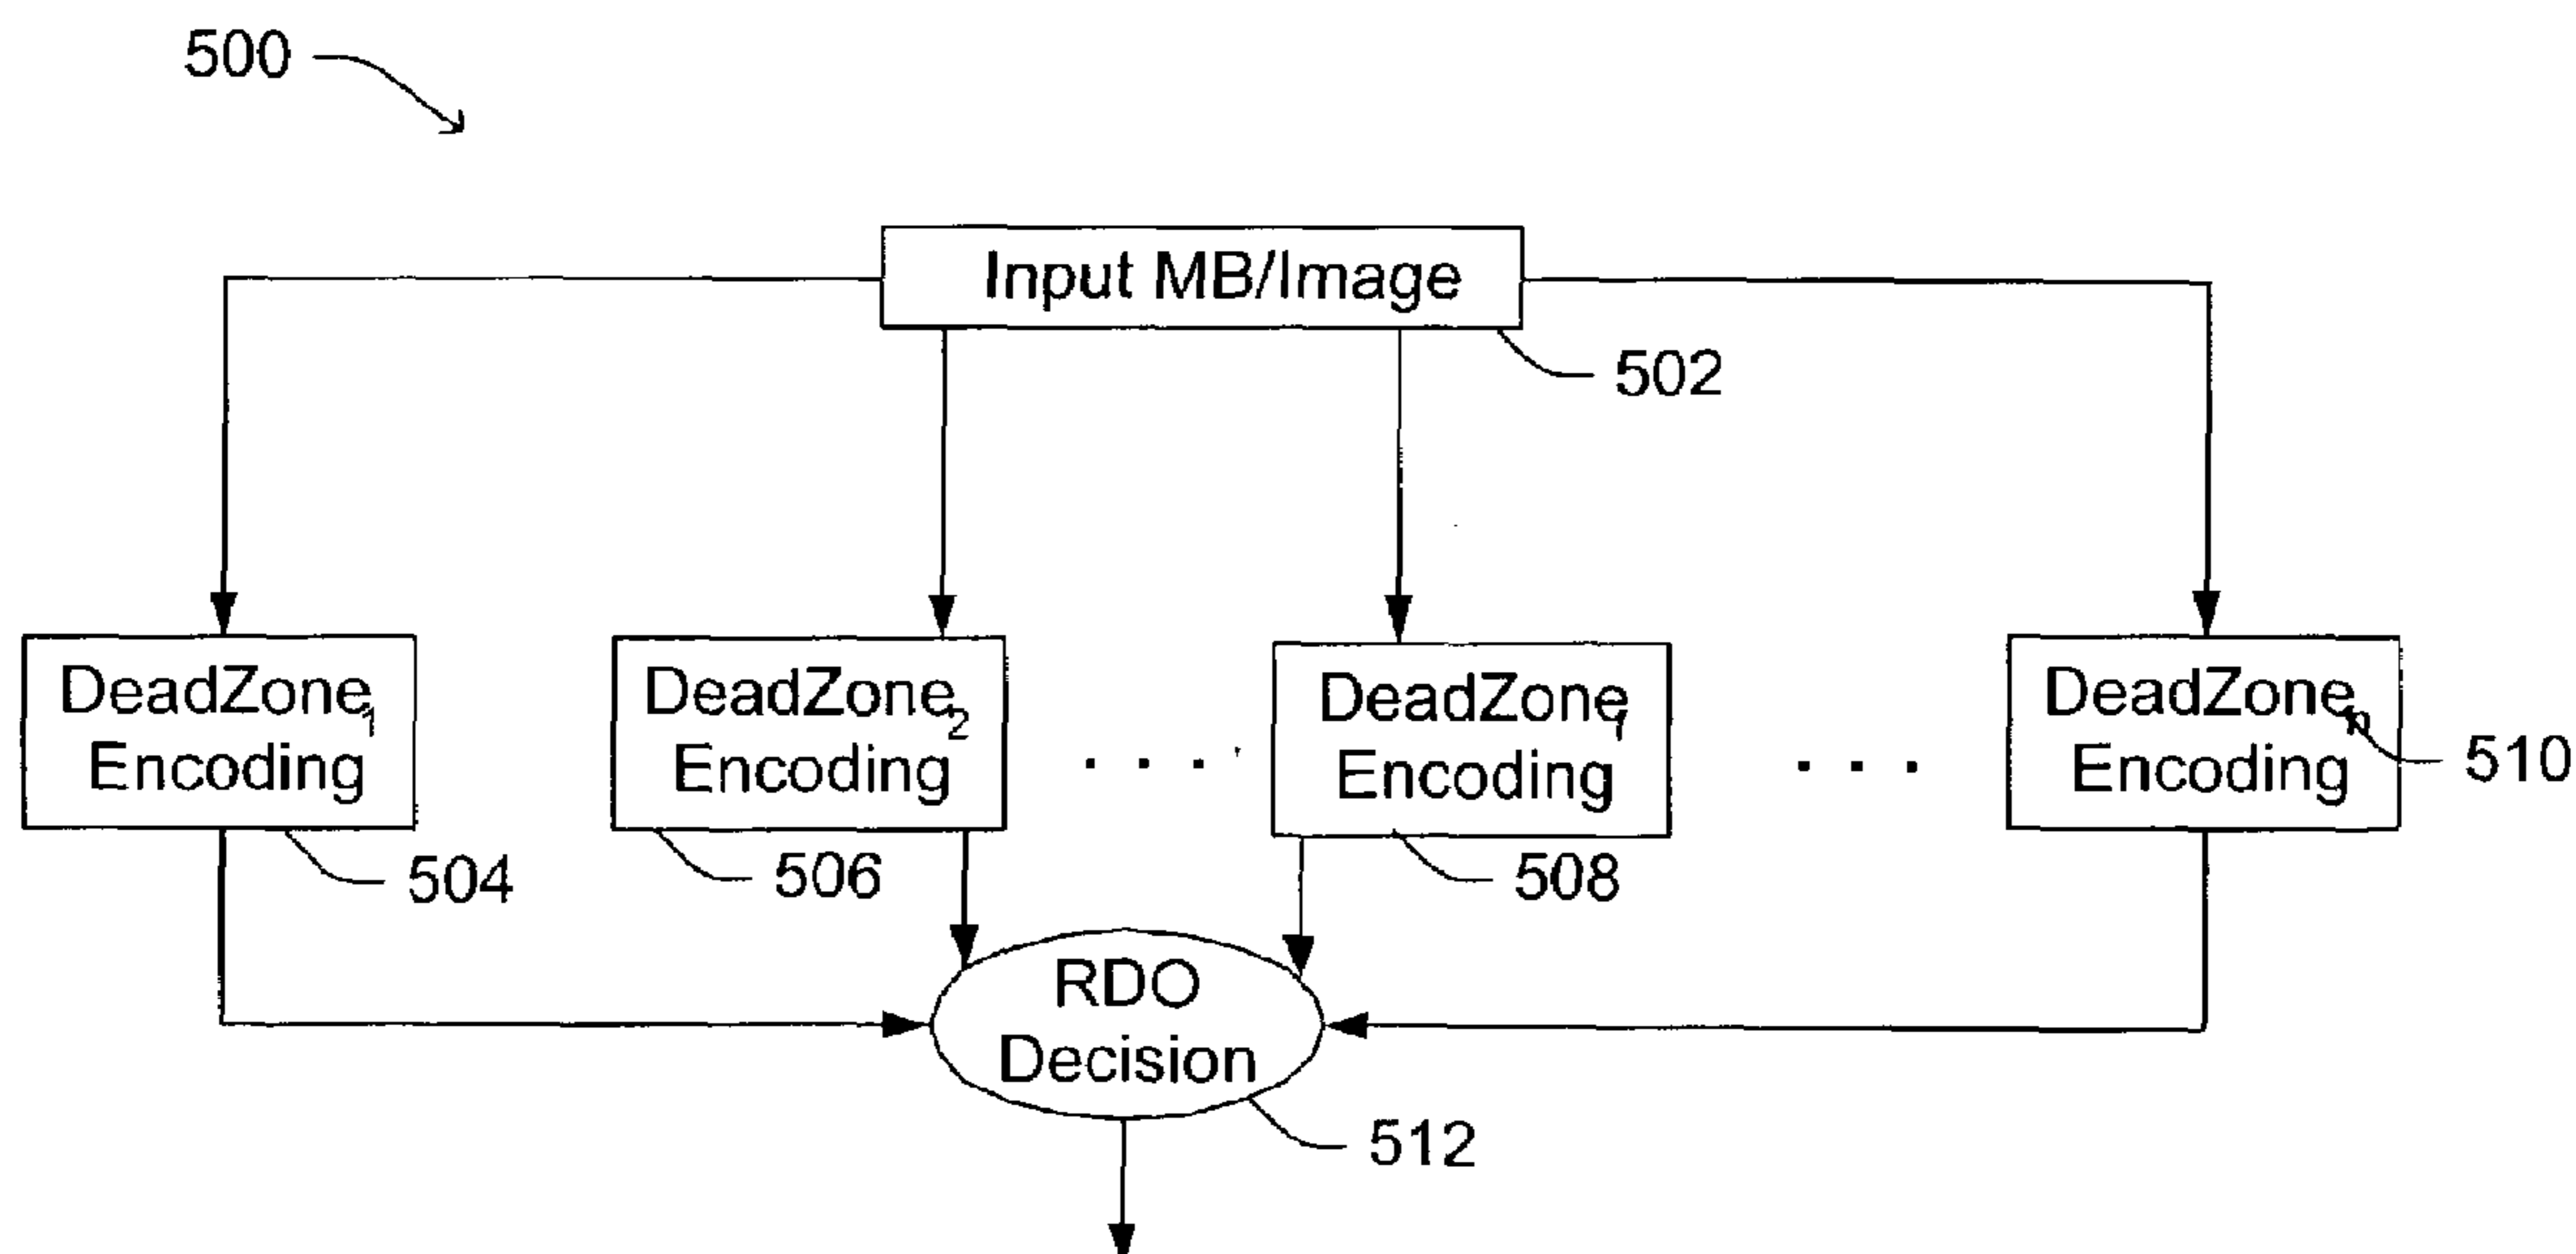 500
Input MB/Image
502
DeadZone1
Encoding
DeadZone2
Encoding
. . .
DeadZonei
Encoding
. . .
DeadZonen
Encoding
510
504
506
508
RDO
Decision
512